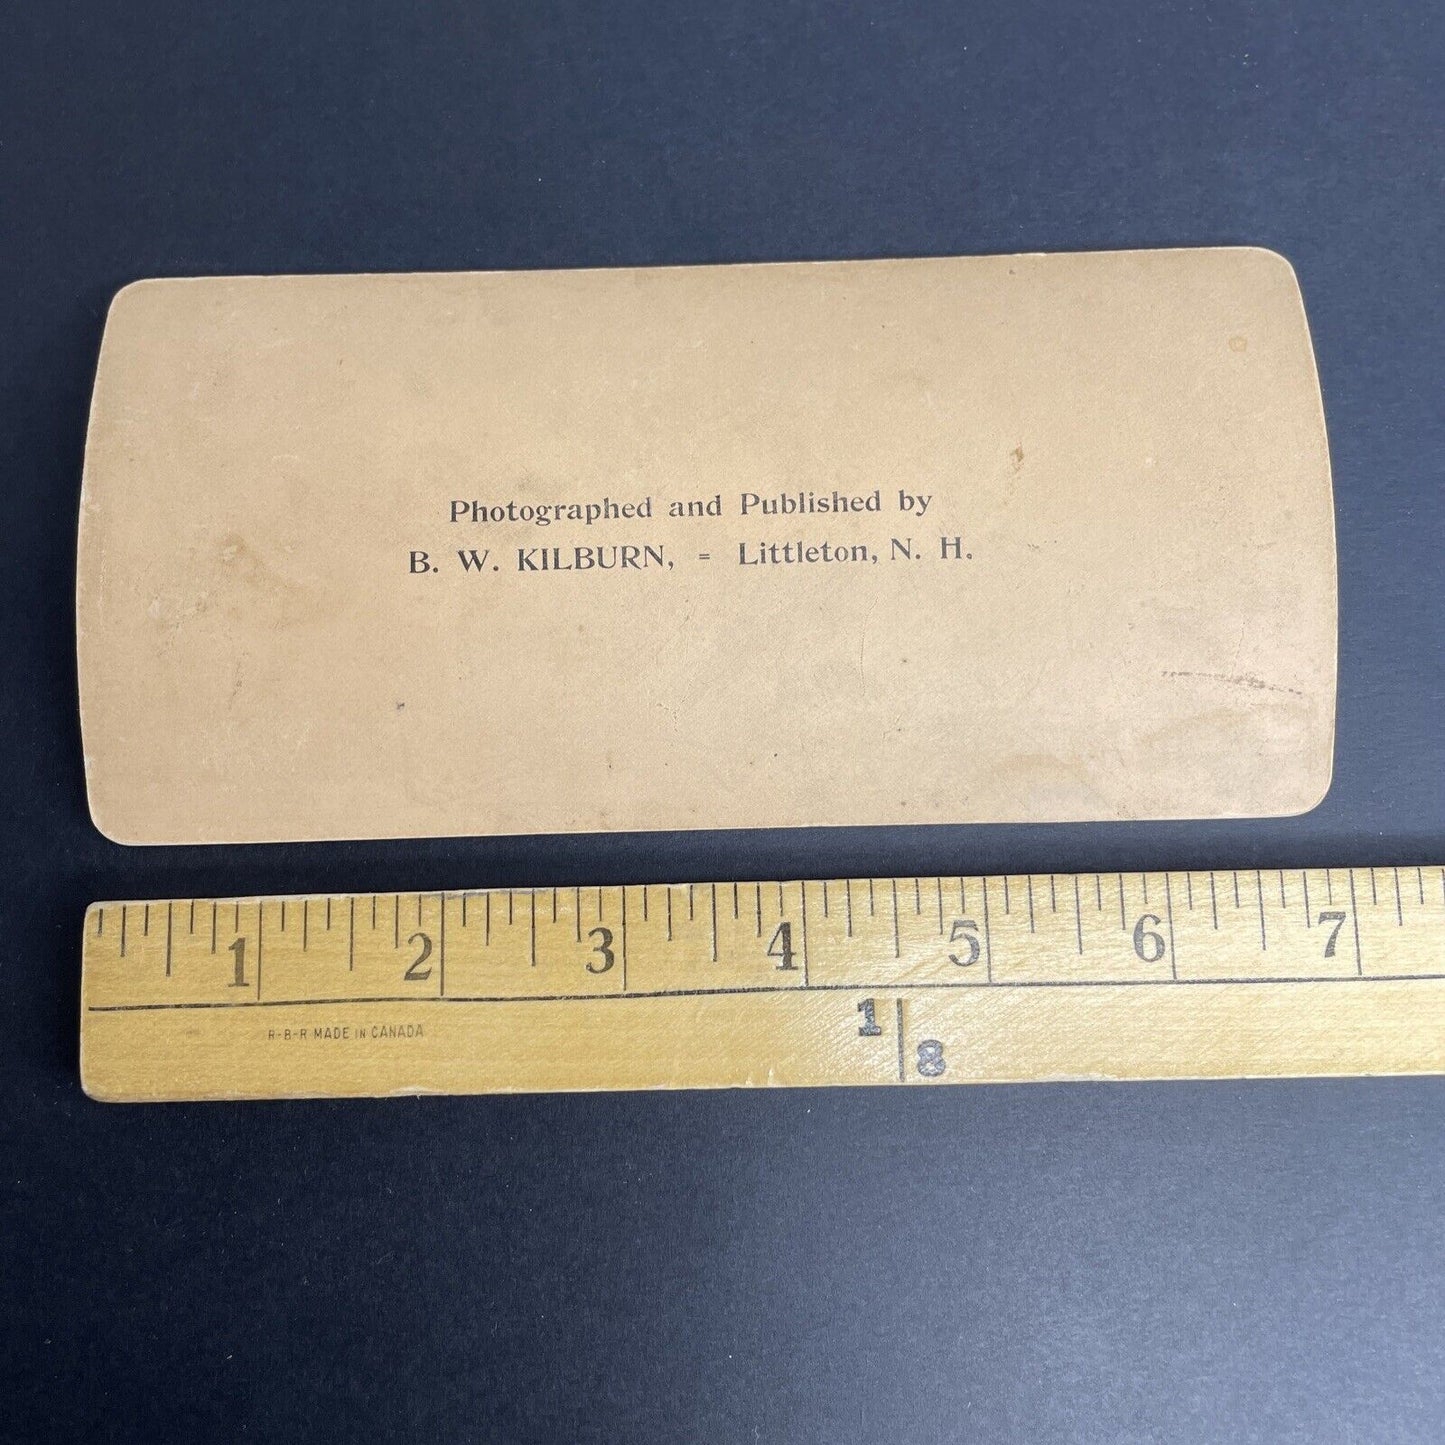 Photographed and Published by
B. W. KILBURN, = Littleton, N. H.
1 2 3 4 5 6 7
R-B-R MADE IN CANADA
1 8